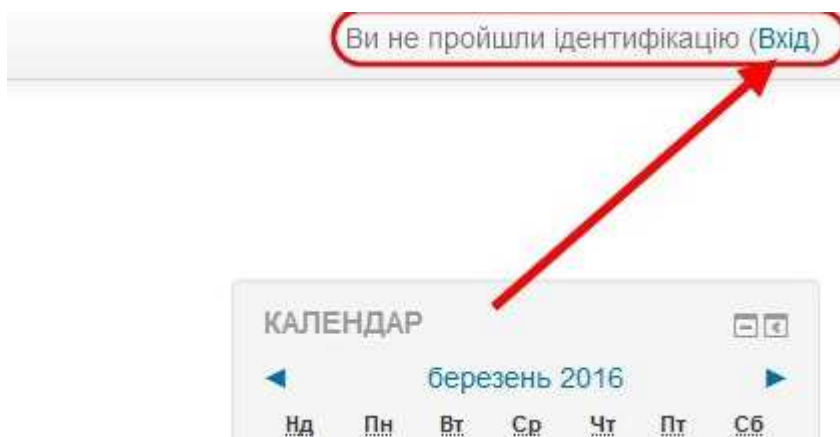 Ви не пройшли ідентифікацію (Вхід)
КАЛЕНДАР
◄ березень 2016 ►
Нд Пн Вт Ср Чт Пт Сб